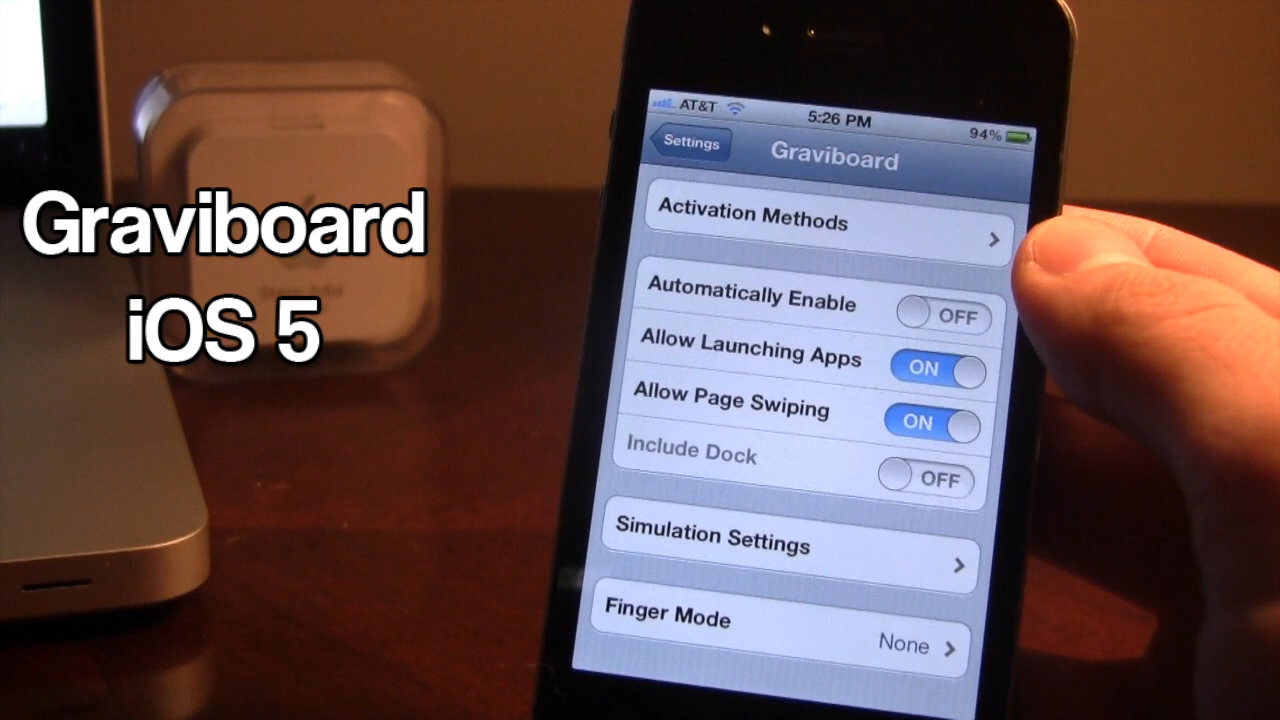 Graviboard
iOS 5
AT&T 5:26 PM 94%
Settings Graviboard
Activation Methods
Automatically Enable OFF
Allow Launching Apps ON
Allow Page Swiping ON
Include Dock OFF
Simulation Settings
Finger Mode None